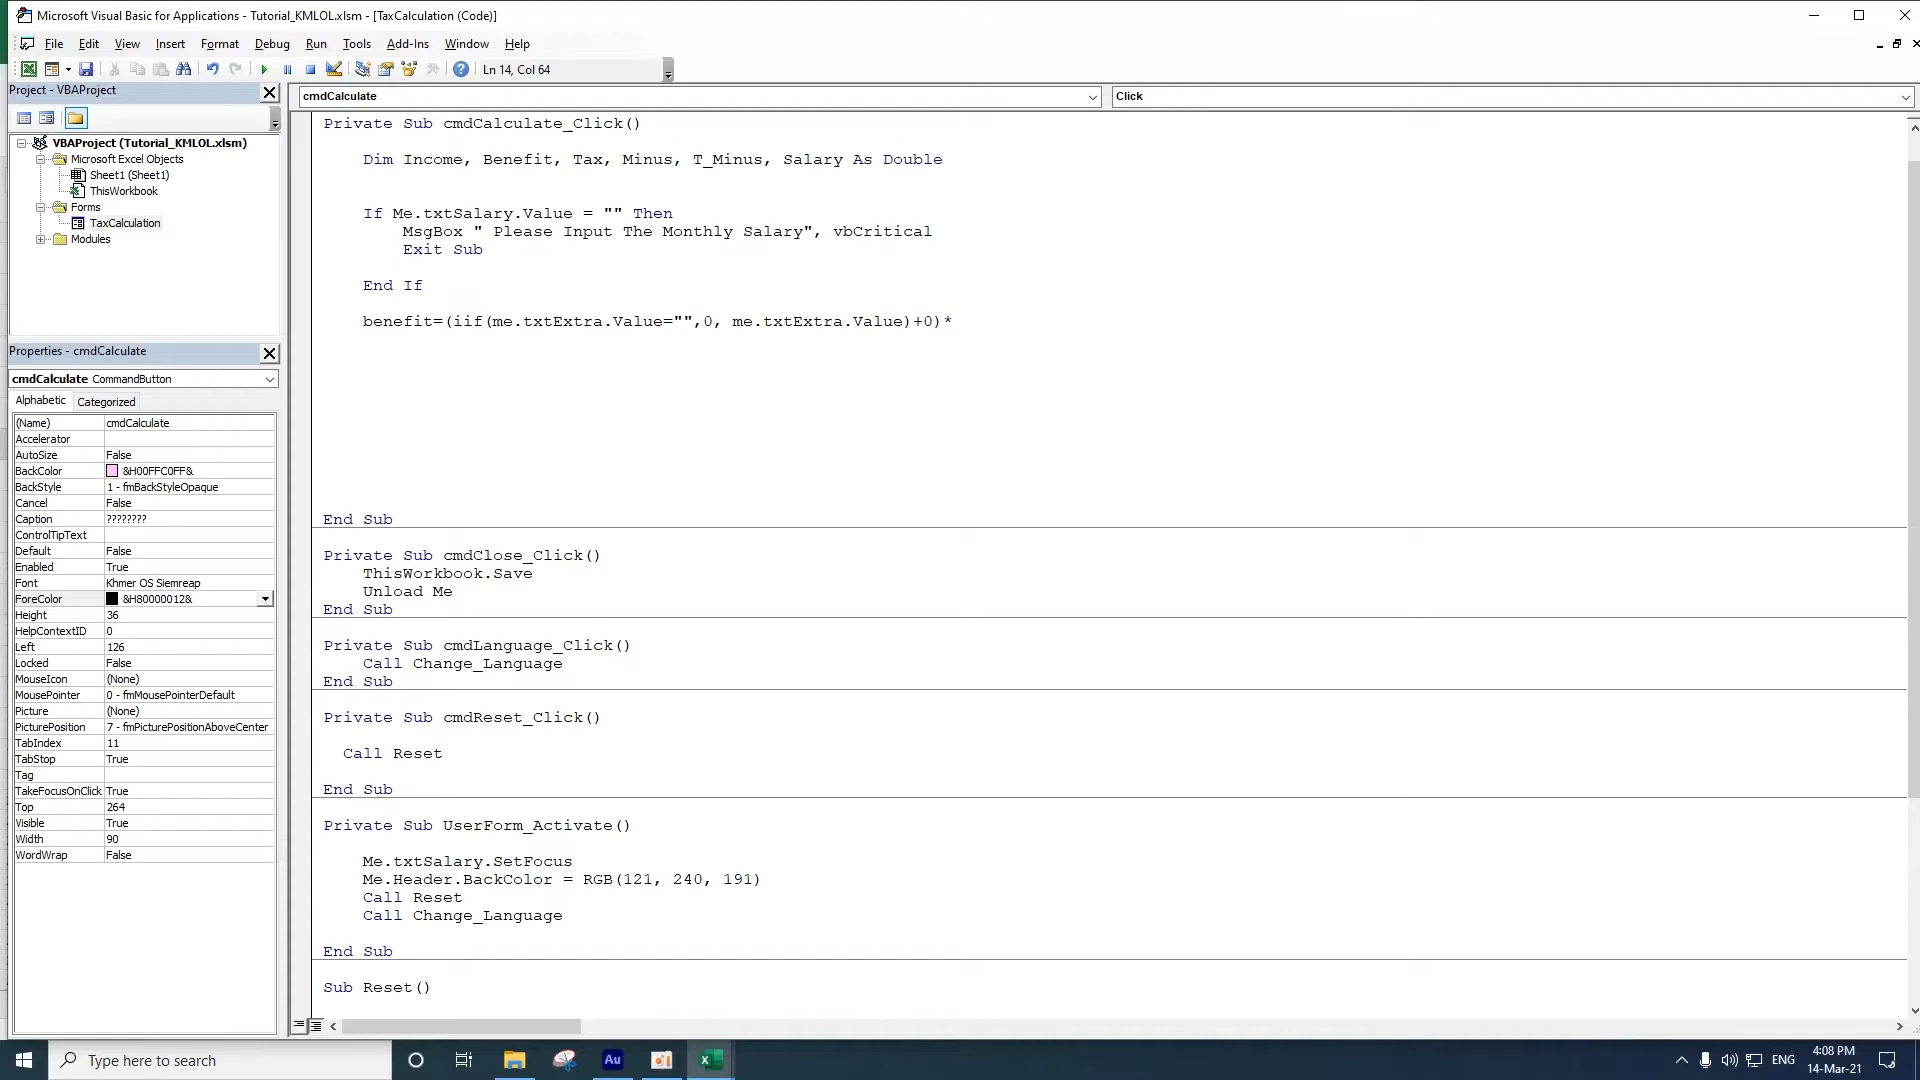 Microsoft Visual Basic for Applications - Tutorial_KMLOL.xlsm - [TaxCalculation (Code)]
File Edit View Insert Format Debug Run Tools Add-Ins Window Help
Ln 14, Col 64
Project - VBAProject
cmdCalculate
Click
VBAProject (Tutorial_KMLOL.xlsm)
Microsoft Excel Objects
Sheet1 (Sheet1)
ThisWorkbook
Forms
TaxCalculation
Modules
Properties - cmdCalculate
cmdCalculate CommandButton
Alphabetic Categorized
(Name) cmdCalculate
Accelerator
AutoSize False
BackColor &H00FFC0FF&
BackStyle 1 - fmBackStyleOpaque
Cancel False
Caption ????????
ControlTipText
Default False
Enabled True
Font Khmer OS Siemreap
ForeColor &H80000012&
Height 36
HelpContextID 0
Left 126
Locked False
MouseIcon (None)
MousePointer 0 - fmMousePointerDefault
Picture (None)
PicturePosition 7 - fmPicturePositionAboveCenter
TabIndex 11
TabStop True
Tag
TakeFocusOnClick True
Top 264
Visible True
Width 90
WordWrap False
Private Sub cmdCalculate_Click()
Dim Income, Benefit, Tax, Minus, T_Minus, Salary As Double
If Me.txtSalary.Value = "" Then
MsgBox " Please Input The Monthly Salary", vbCritical
Exit Sub
End If
benefit=(iif(me.txtExtra.Value="",0, me.txtExtra.Value)+0)*
End Sub
Private Sub cmdClose_Click()
ThisWorkbook.Save
Unload Me
End Sub
Private Sub cmdLanguage_Click()
Call Change_Language
End Sub
Private Sub cmdReset_Click()
Call Reset
End Sub
Private Sub UserForm_Activate()
Me.txtSalary.SetFocus
Me.Header.BackColor = RGB(121, 240, 191)
Call Reset
Call Change_Language
End Sub
Sub Reset()
Type here to search
Au
ENG
4:08 PM
14-Mar-21